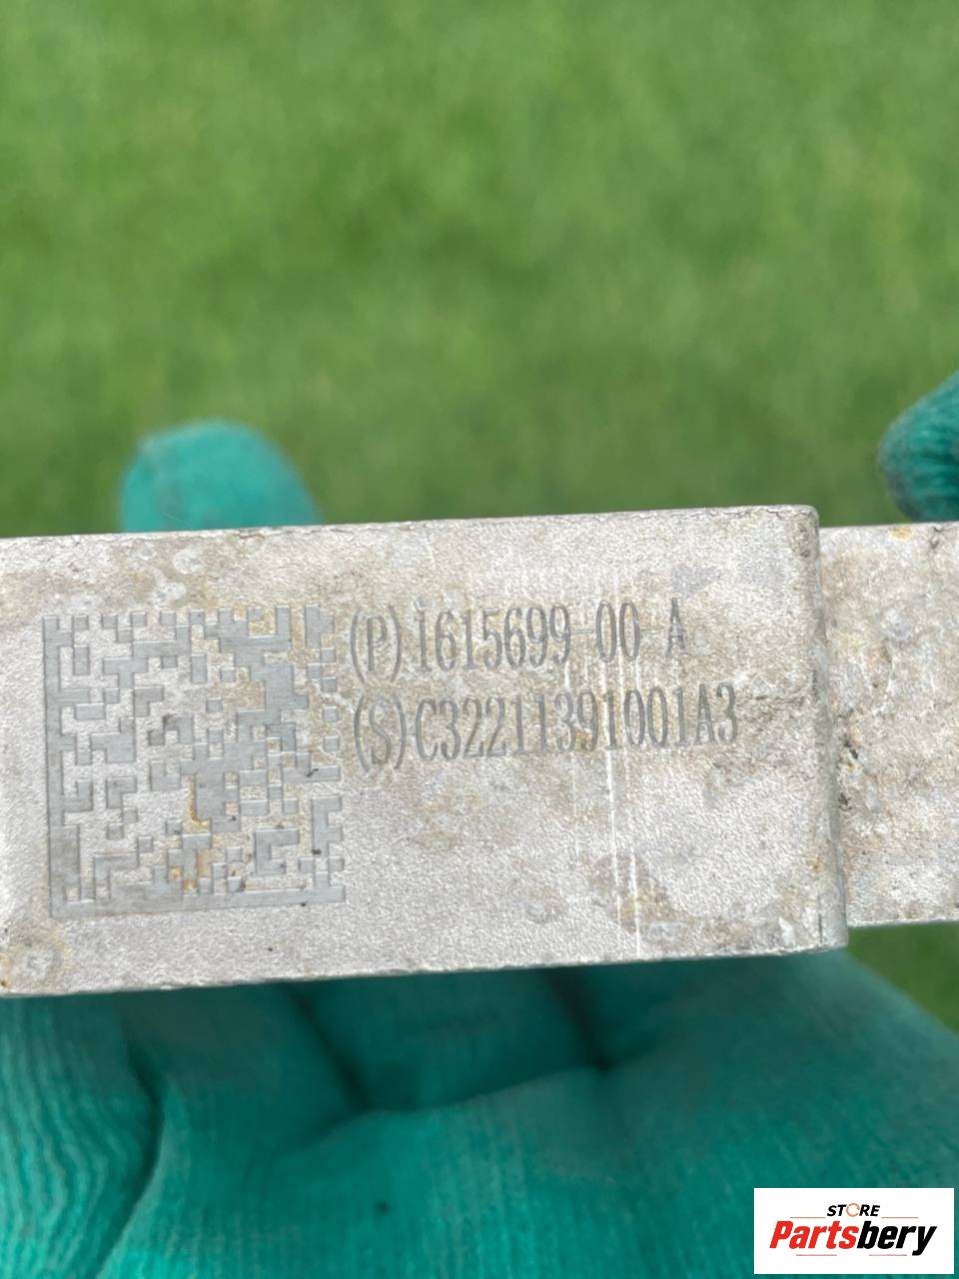 (P)1615699-00-A
(S)C32211391001A3
STORE
Partsbery